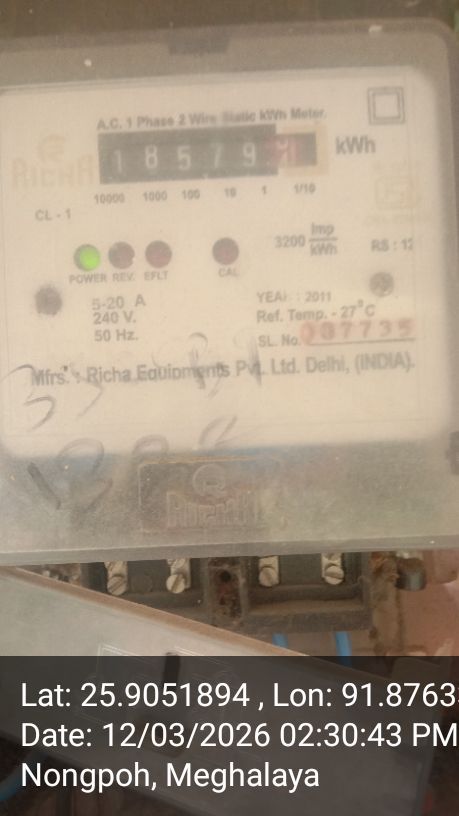 A.C. 1 Phase 2 Wire Static kWh Meter.
RICHA
1 8 5 7 9
kWh
10000 1000 100 10 1 1/10
CL - 1
3200 Imp/kWh
RS : 12
POWER REV. EFLT CAL
5-20 A
240 V.
50 Hz.
YEAR : 2011
Ref. Temp. - 27°C
SL. No. 037735
Mfrs. : Richa Equipments Pvt. Ltd. Delhi, (INDIA).
RICHA
Lat: 25.9051894 , Lon: 91.8763
Date: 12/03/2026 02:30:43 PM
Nongpoh, Meghalaya